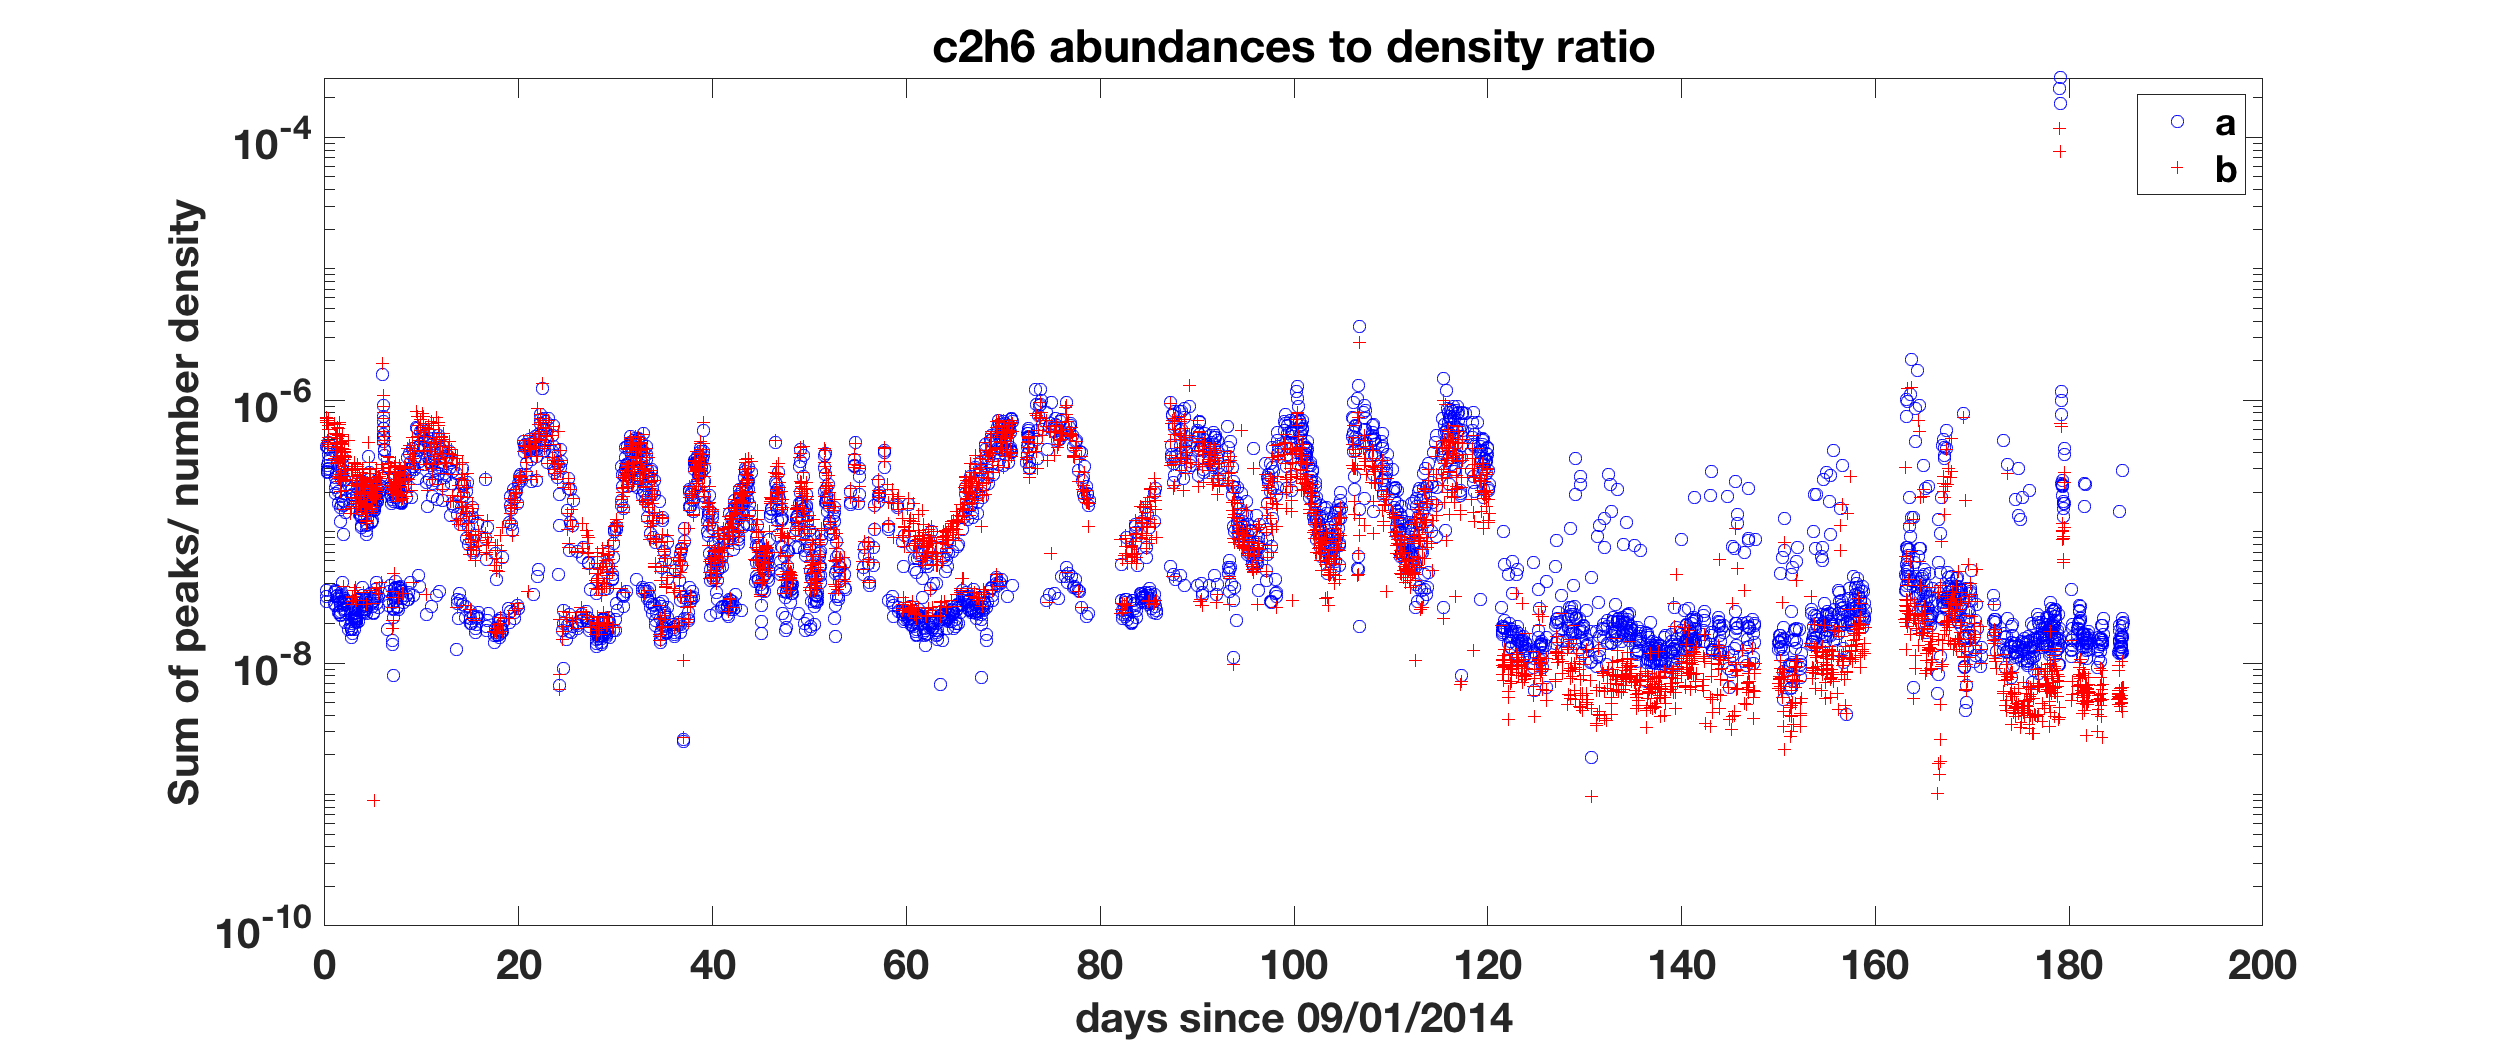 c2h6 abundances to density ratio
a
b
10-4
10-6
10-8
10-10
Sum of peaks/ number density
0 20 40 60 80 100 120 140 160 180 200
days since 09/01/2014